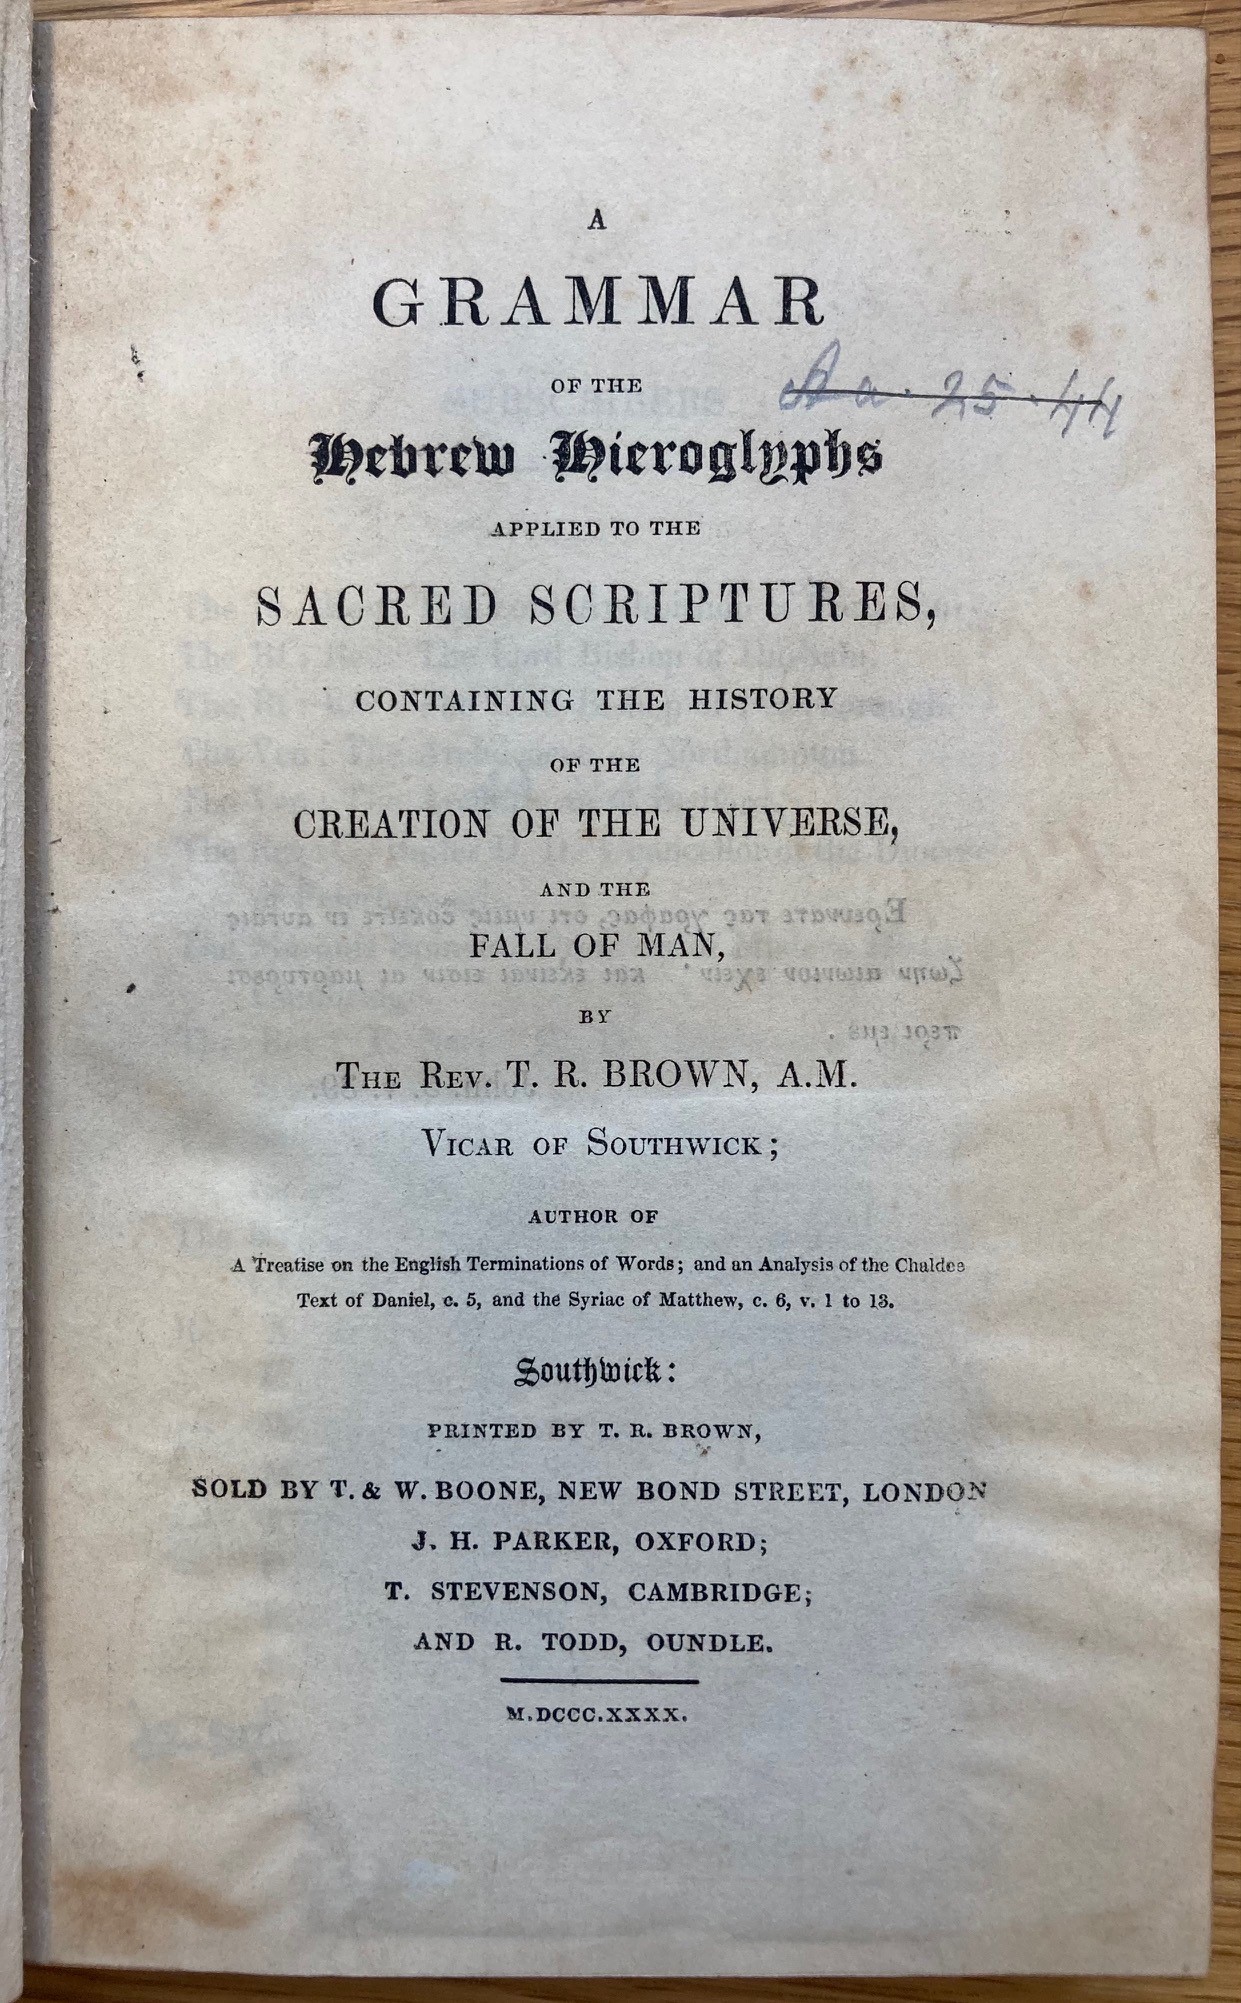 A
GRAMMAR
OF THE
Aa. 25. 44
Hebrew Hieroglyphs
APPLIED TO THE
SACRED SCRIPTURES,
CONTAINING THE HISTORY
OF THE
CREATION OF THE UNIVERSE,
AND THE
FALL OF MAN,
BY
THE REV. T. R. BROWN, A.M.
VICAR OF SOUTHWICK;
AUTHOR OF
A Treatise on the English Terminations of Words; and an Analysis of the Chaldee
Text of Daniel, c. 5, and the Syriac of Matthew, c. 6, v. 1 to 13.
Southwick:
PRINTED BY T. R. BROWN,
SOLD BY T. & W. BOONE, NEW BOND STREET, LONDON
J. H. PARKER, OXFORD;
T. STEVENSON, CAMBRIDGE;
AND R. TODD, OUNDLE.
M.DCCC.XXXX.